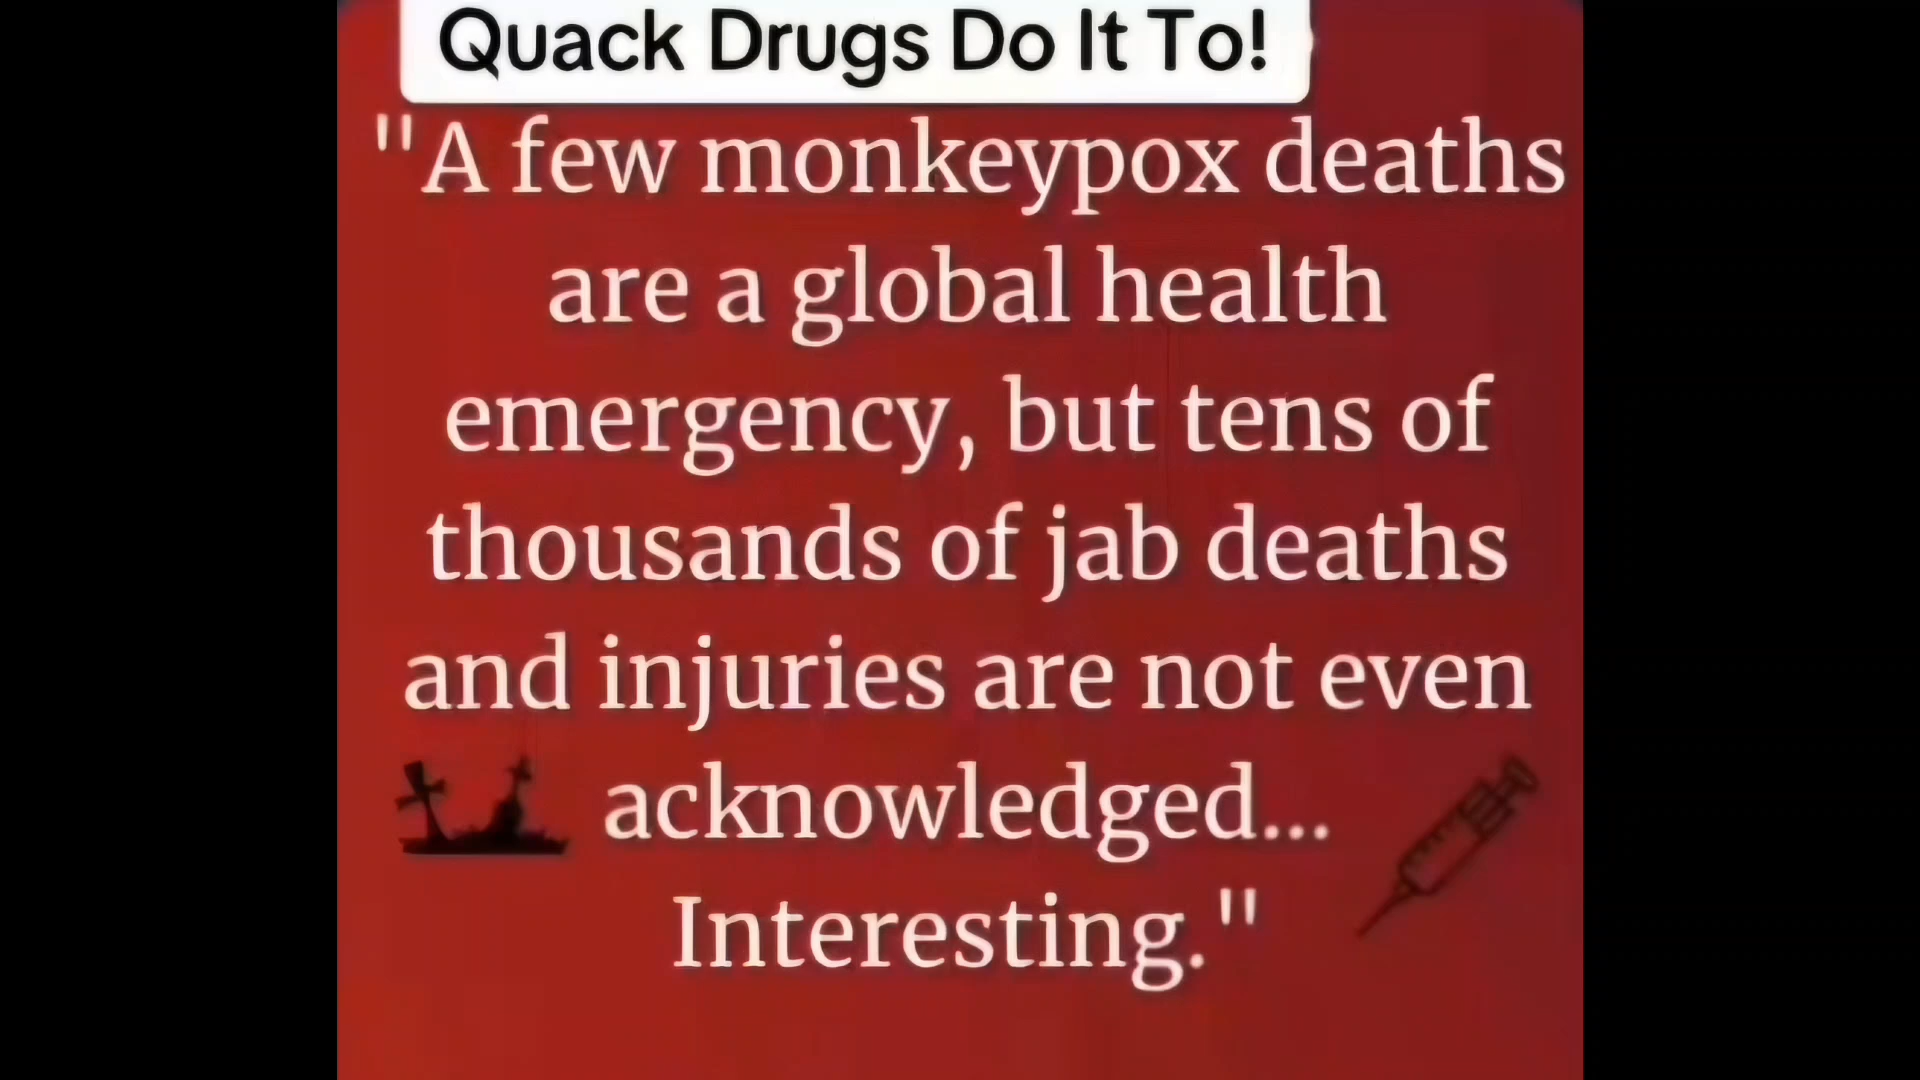 Quack Drugs Do It To!
"A few monkeypox deaths
are a global health
emergency, but tens of
thousands of jab deaths
and injuries are not even
acknowledged...
Interesting."